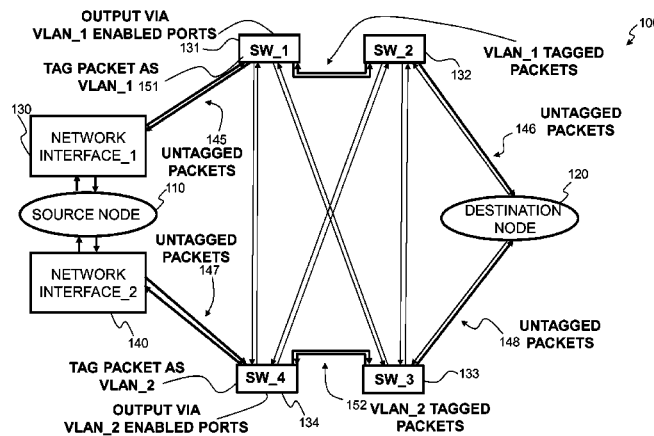 OUTPUT VIA
VLAN_1 ENABLED PORTS
131
100
SW_1
SW_2
132
VLAN_1 TAGGED
PACKETS
TAG PACKET AS
VLAN_1 151
130
NETWORK
INTERFACE_1
145
UNTAGGED
PACKETS
UNTAGGED
PACKETS
146
110
SOURCE NODE
120
DESTINATION
NODE
UNTAGGED
PACKETS
147
NETWORK
INTERFACE_2
140
UNTAGGED
PACKETS
148
TAG PACKET AS
VLAN_2
SW_4
SW_3
133
134
152
OUTPUT VIA
VLAN_2 ENABLED PORTS
VLAN_2 TAGGED
PACKETS